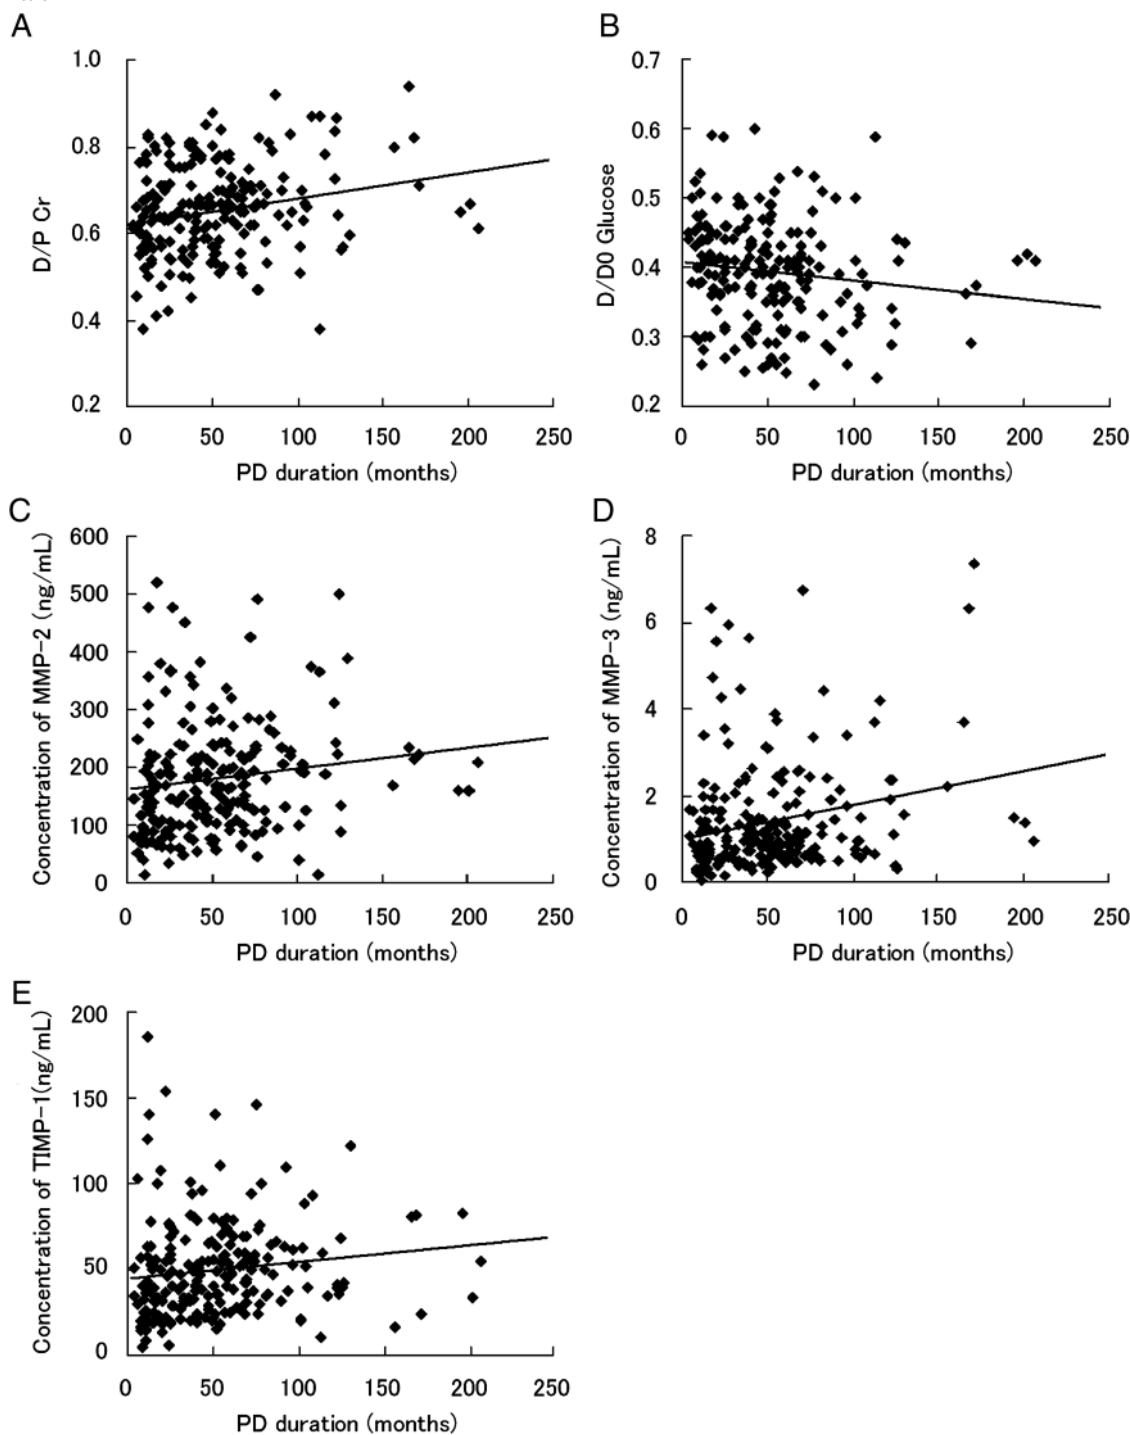 A
D/P Cr
1.0
0.8
0.6
0.4
0.2
0 50 100 150 200 250
PD duration (months)
B
D/D0 Glucose
0.7
0.6
0.5
0.4
0.3
0.2
0 50 100 150 200 250
PD duration (months)
C
Concentration of MMP-2 (ng/mL)
600
500
400
300
200
100
0
0 50 100 150 200 250
PD duration (months)
D
Concentration of MMP-3 (ng/mL)
8
6
4
2
0
0 50 100 150 200 250
PD duration (months)
E
Concentration of TIMP-1(ng/mL)
200
150
100
50
0
0 50 100 150 200 250
PD duration (months)